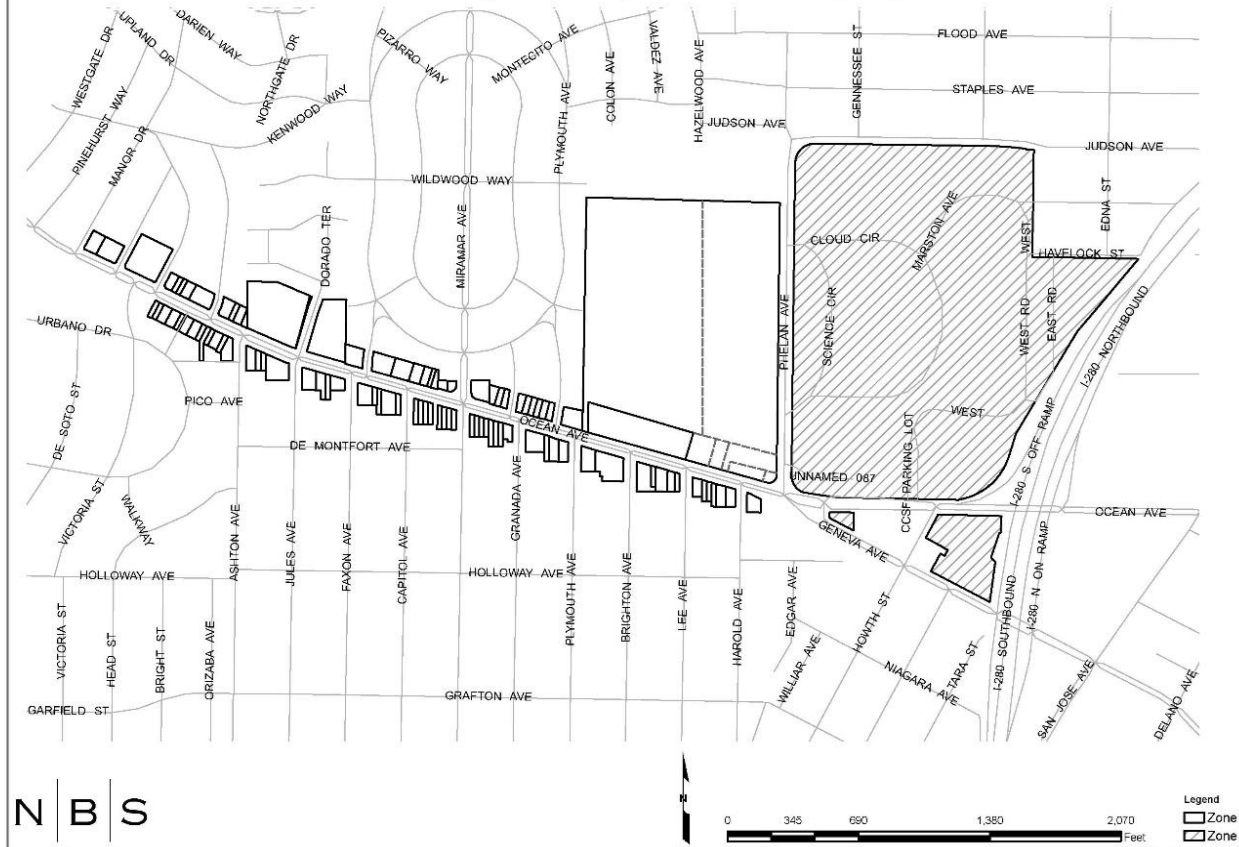 WESTGATE DR
UPLAND DR
DARIEN WAY
NORTHGATE DR
PIZARRO WAY
MONTECITO AVE
COLON AVE
VALDEZ AVE
HAZELWOOD AVE
GENNESSEE ST
FLOOD AVE
STAPLES AVE
PINEHURST WAY
MANOR DR
KENWOOD WAY
PLYMOUTH AVE
JUDSON AVE
JUDSON AVE
WILDWOOD WAY
MIRAMAR AVE
DORADO TER
CLOUD CIR
MARSTON AVE
WEST
EDNA ST
HAVELOCK ST
PHELAN AVE
SCIENCE CIR
WEST RD
EAST RD
I-280 NORTHBOUND
URBANO DR
DE SOTO ST
PICO AVE
OCEAN AVE
WEST
DE MONTFORT AVE
GRANADA AVE
CCSF PARKING LOT
I-280 S OFF RAMP
UNNAMED 087
OCEAN AVE
VICTORIA ST
WALKWAY
ASHTON AVE
JULES AVE
FAXON AVE
CAPITOL AVE
GENEVA AVE
HOLLOWAY AVE
HOLLOWAY AVE
PLYMOUTH AVE
BRIGHTON AVE
LEE AVE
HAROLD AVE
EDGAR AVE
HOWTH ST
I-280 N ON RAMP
I-280 SOUTHBOUND
VICTORIA ST
HEAD ST
BRIGHT ST
ORIZABA AVE
WILLIAR AVE
NIAGARA AVE
TARA ST
SAN JOSE AVE
DELANO AVE
GRAFTON AVE
GARFIELD ST
N B S
N
0 345 690 1,380 2,070
Feet
Legend
Zone
Zone